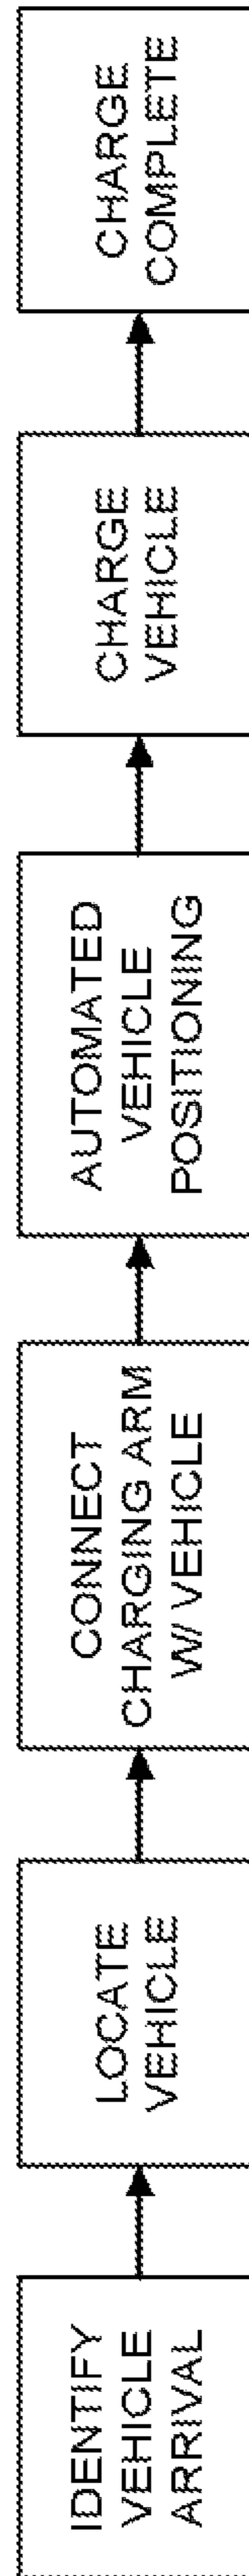 IDENTIFY
VEHICLE
ARRIVAL
LOCATE
VEHICLE
CONNECT
CHARGING ARM
W/ VEHICLE
AUTOMATED
VEHICLE
POSITIONING
CHARGE
VEHICLE
CHARGE
COMPLETE